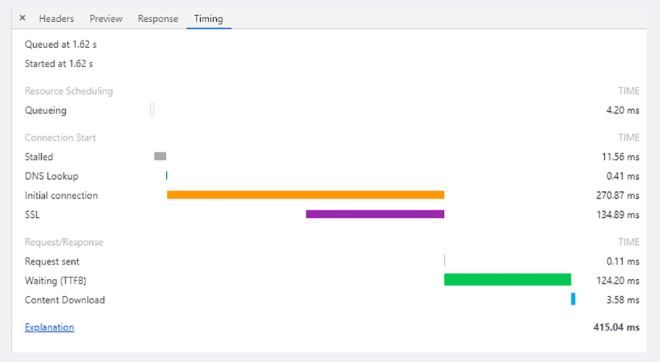 × Headers Preview Response Timing
Queued at 1.62 s
Started at 1.62 s
Resource Scheduling TIME
Queueing 4.20 ms
Connection Start TIME
Stalled 11.56 ms
DNS Lookup 0.41 ms
Initial connection 270.87 ms
SSL 134.89 ms
Request/Response TIME
Request sent 0.11 ms
Waiting (TTFB) 124.20 ms
Content Download 3.58 ms
Explanation 415.04 ms